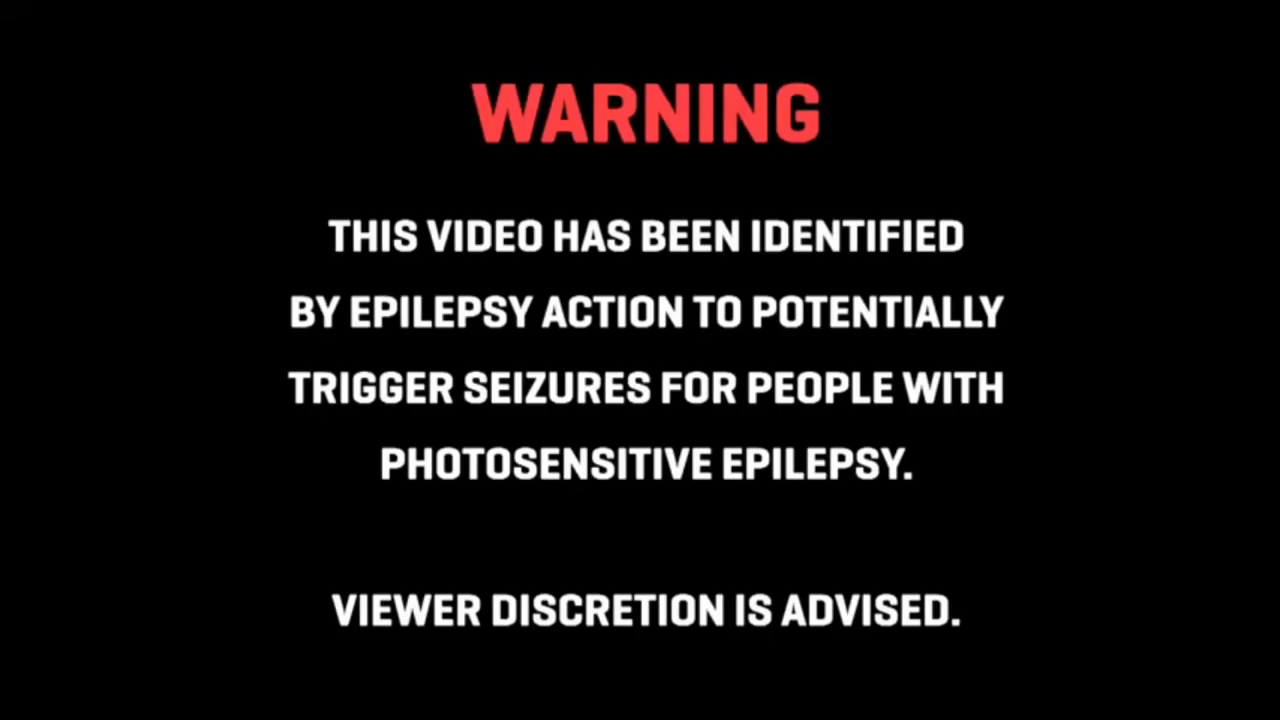 WARNING
THIS VIDEO HAS BEEN IDENTIFIED
BY EPILEPSY ACTION TO POTENTIALLY
TRIGGER SEIZURES FOR PEOPLE WITH
PHOTOSENSITIVE EPILEPSY.
VIEWER DISCRETION IS ADVISED.